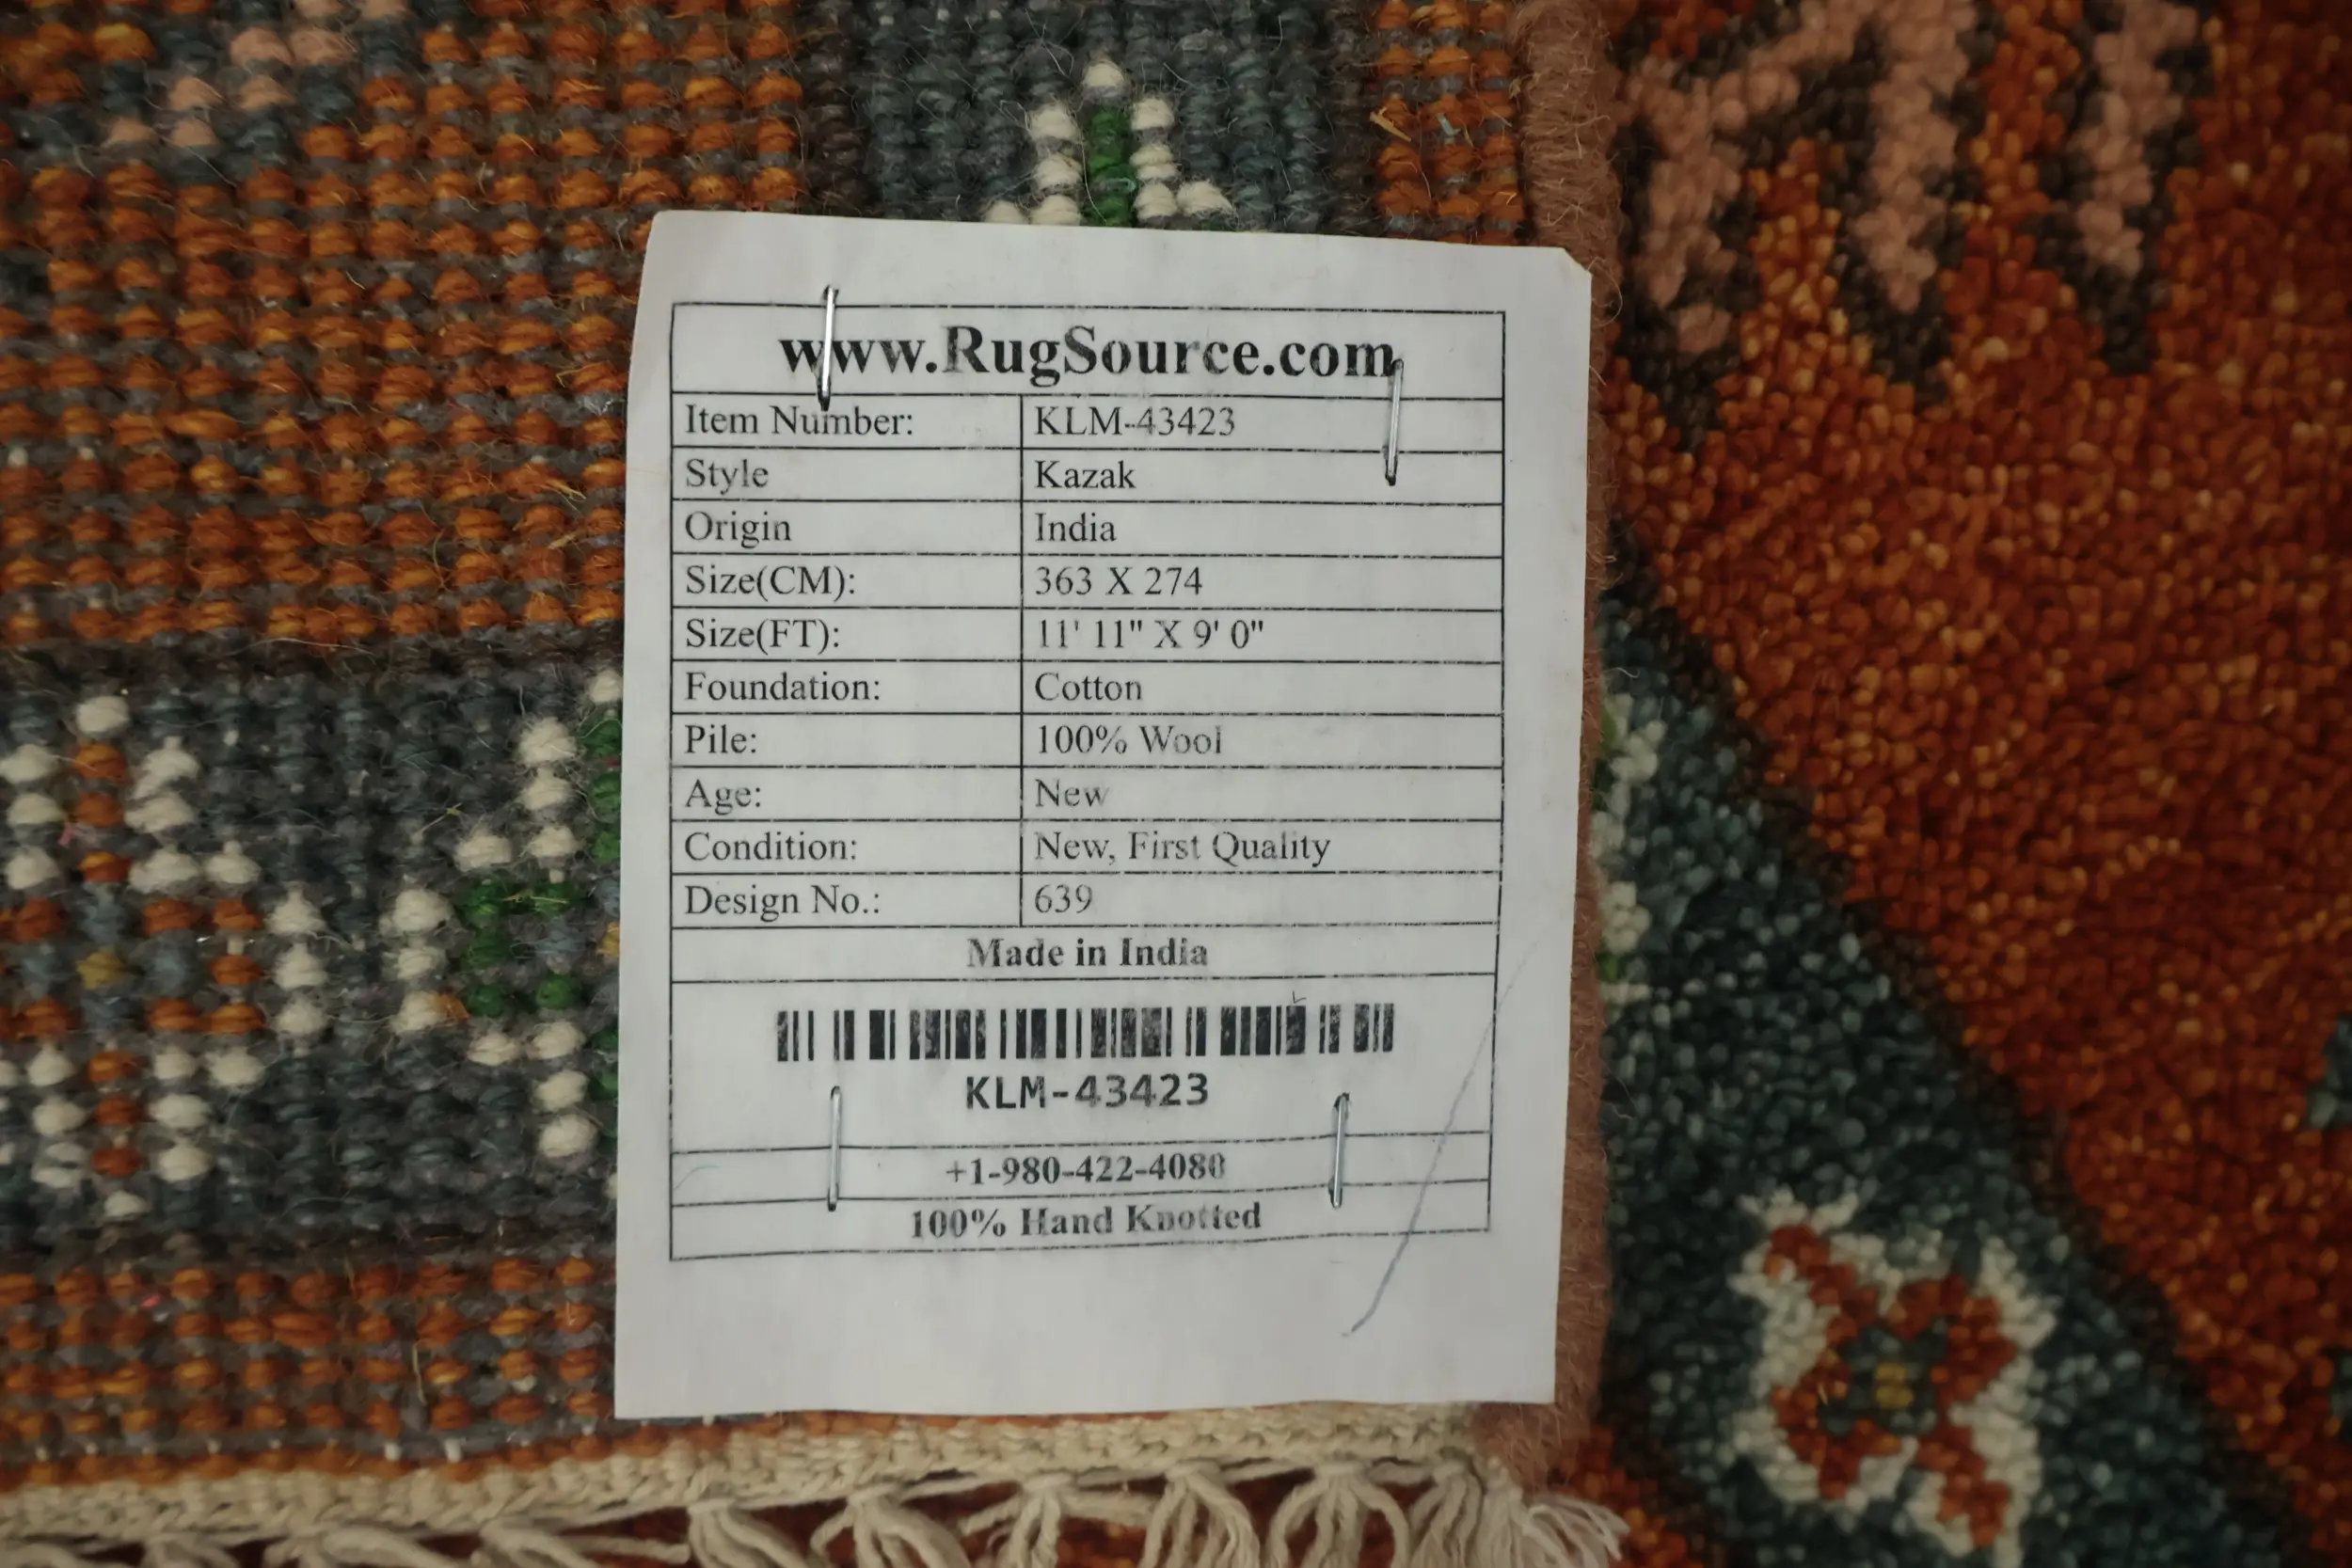 www.RugSource.com
Item Number: KLM-43423
Style Kazak
Origin India
Size(CM): 363 X 274
Size(FT): 11' 11" X 9' 0"
Foundation: Cotton
Pile: 100% Wool
Age: New
Condition: New, First Quality
Design No.: 639
Made in India
KLM-43423
+1-980-422-4080
100% Hand Knotted